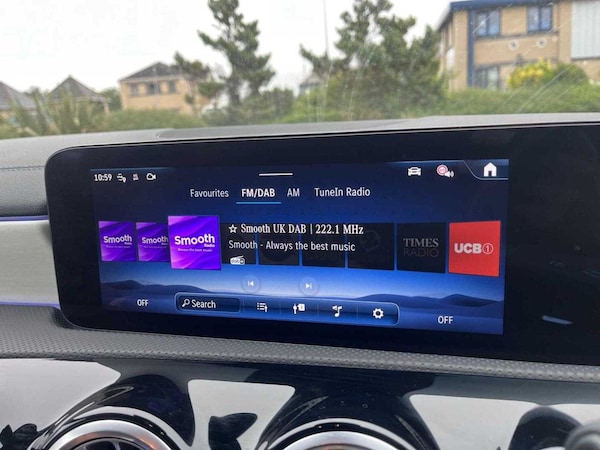 10:59
Favourites FM/DAB AM TuneIn Radio
Smooth Smooth Smooth
Radio
☆ Smooth UK DAB | 222.1 MHz
Smooth - Always the best music
TIMES
RADIO
UCB1
OFF Search OFF